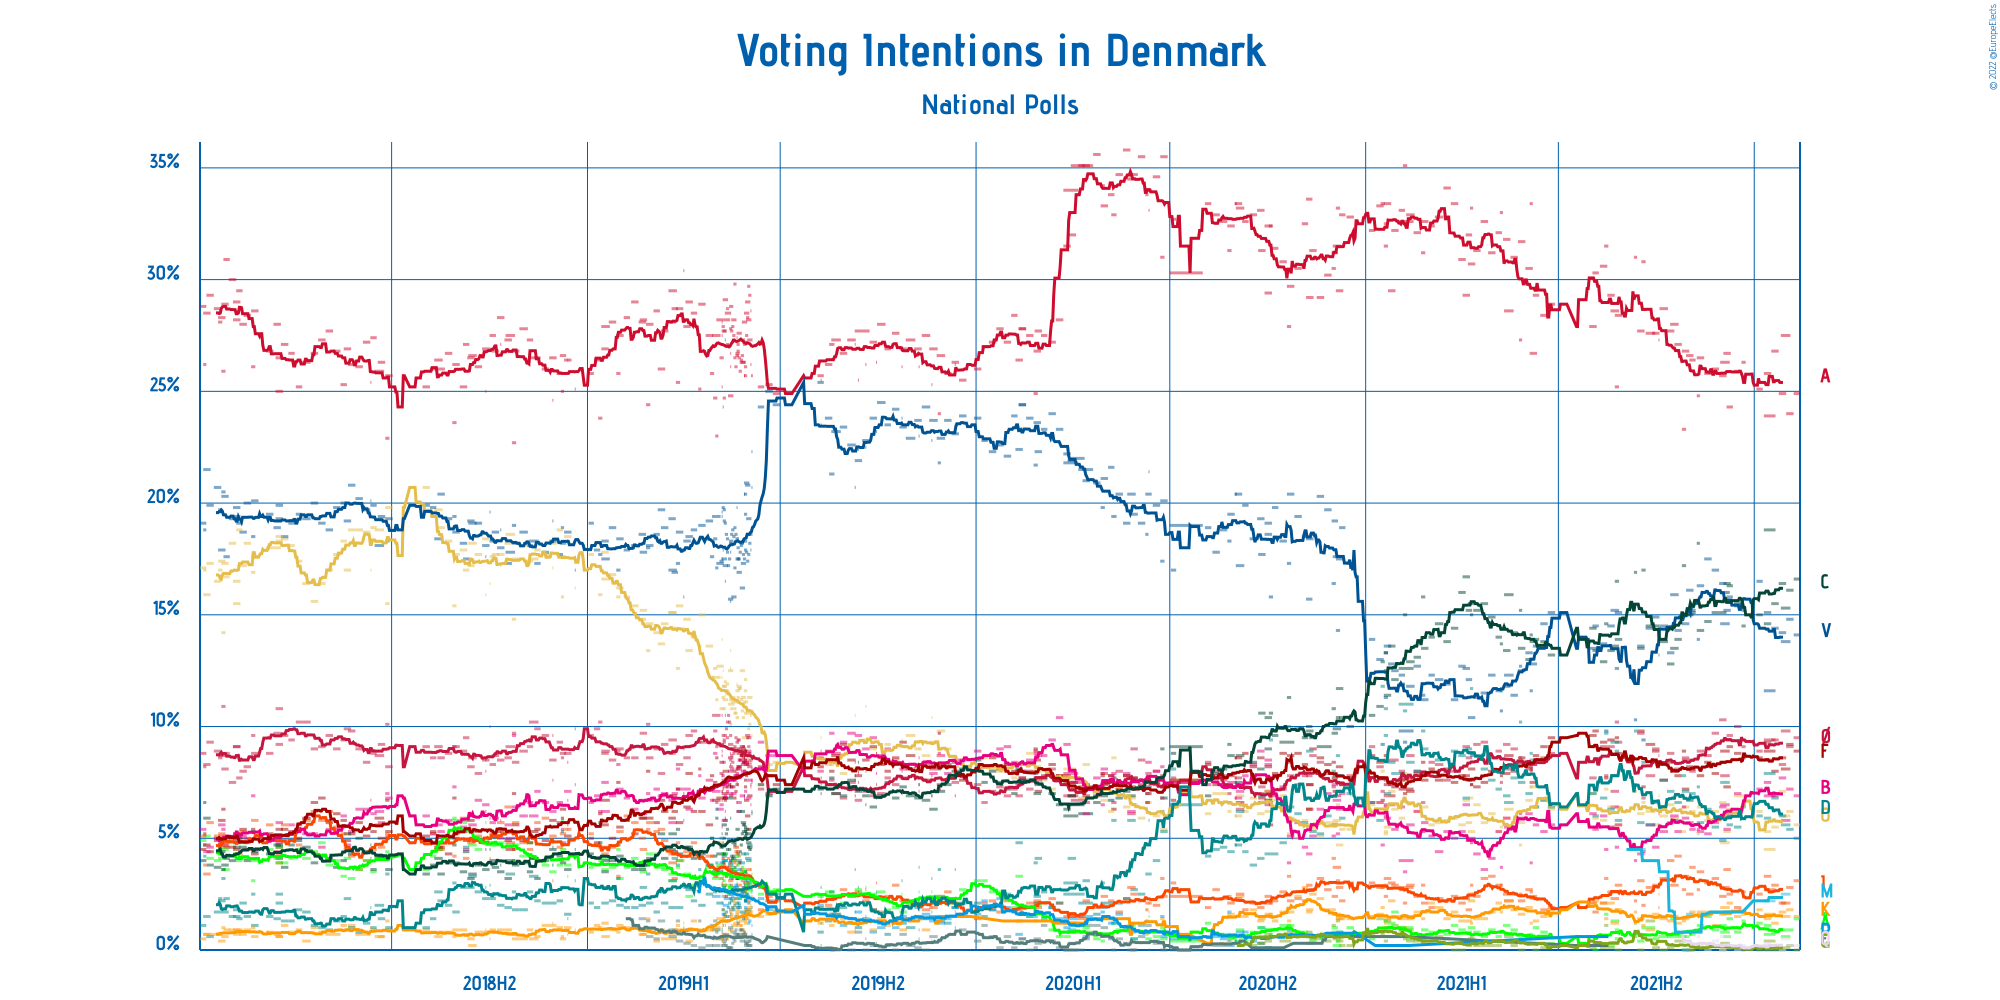 © 2022 @EuropeElects
Voting Intentions in Denmark
National Polls
35%
30%
25%
20%
15%
10%
5%
0%
A
C
V
Ø
F
B
D
O
I
M
K
Å
2018H2
2019H1
2019H2
2020H1
2020H2
2021H1
2021H2